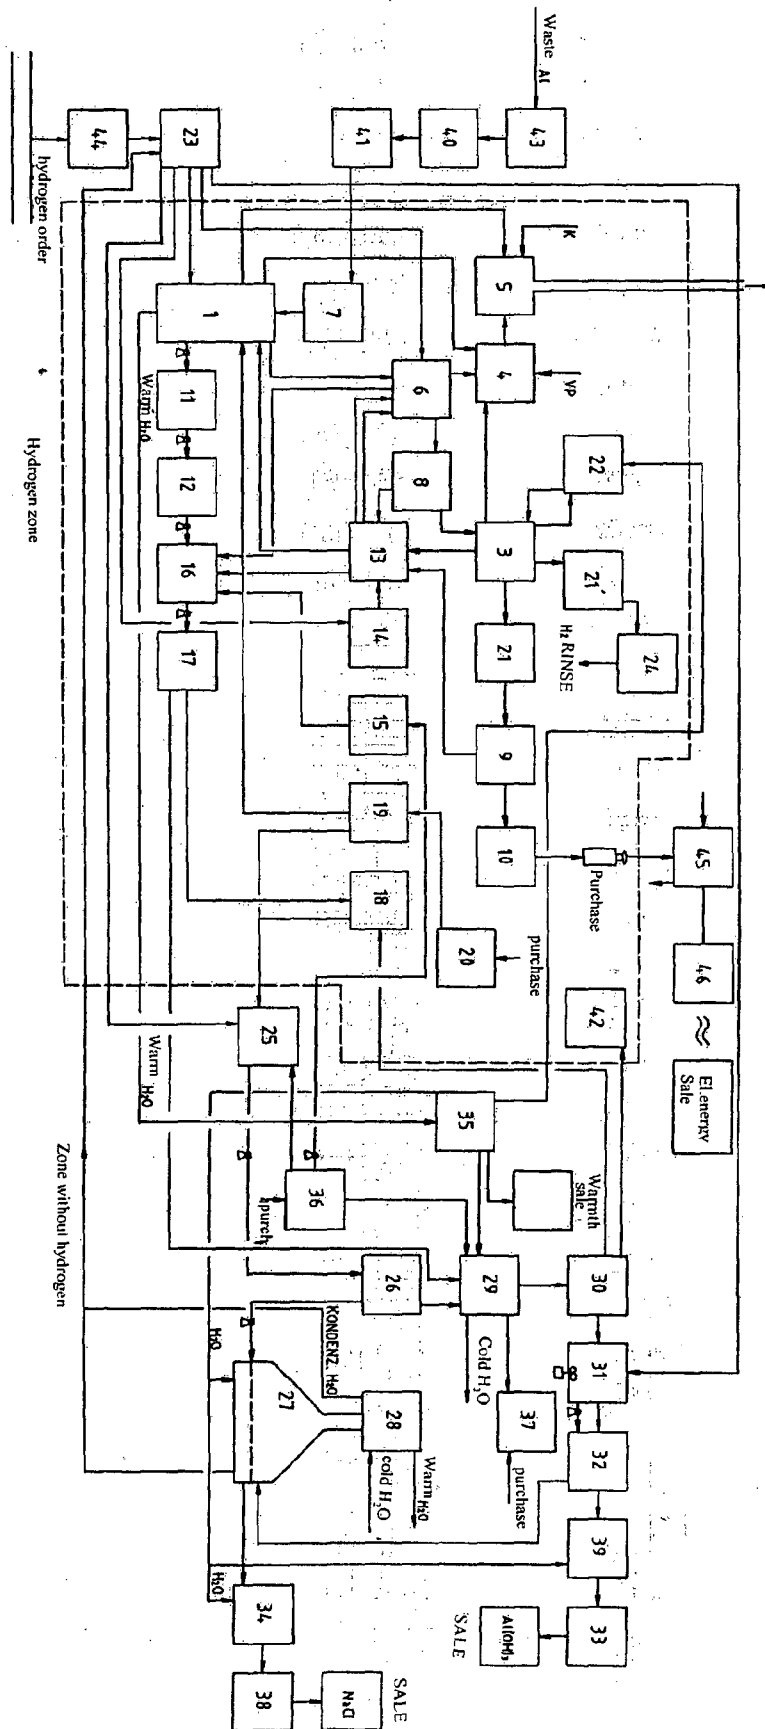 Waste Al
43
40
41
44
23
hydrogen order
K
5
7
1
4
VP
6
Warm H₂O
11
22
8
12
3
13
21´
16
14
24
H₂ RINSE
17
21
15
9
19
10
Purchase
45
18
20
purchase
46
42
El.energy
Sale
25
Warm H₂O
35
36
purch.
Warmth
sale
Hydrogen zone
Zone without hydrogen
26
29
30
KONDENZ. H₂O
Cold H₂O
31
H₂O
27
28
37
purchase
32
Warm H₂O
cold H₂O
39
H₂O
34
33
Al(OH)₃
SALE
38
NaCl
SALE